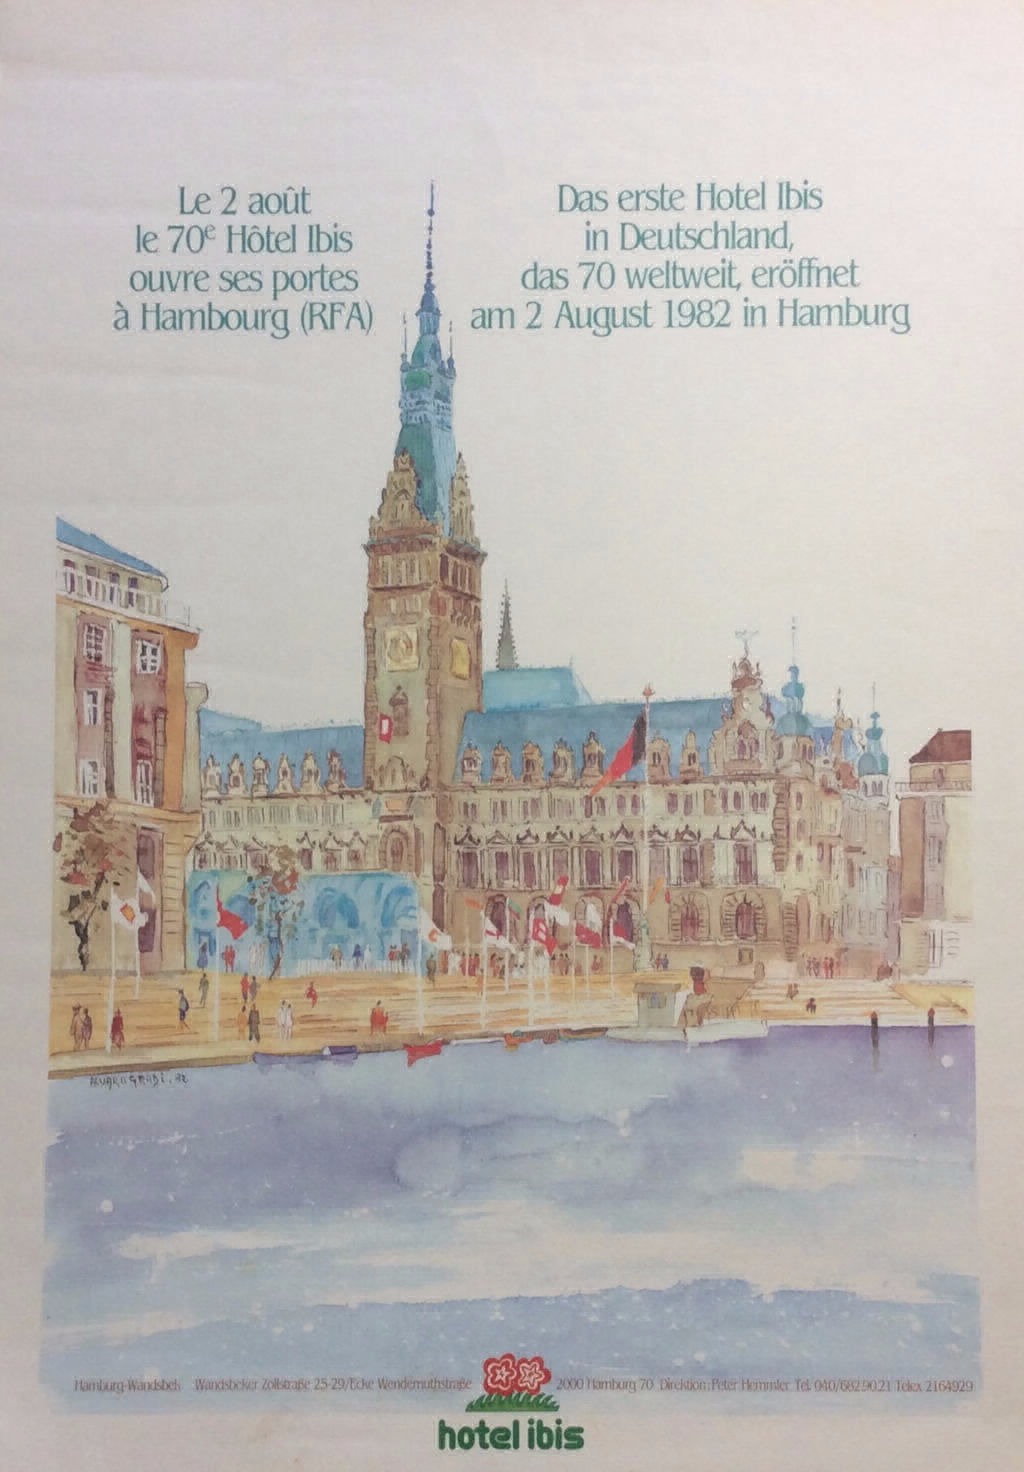 Le 2 août
le 70e Hôtel Ibis
ouvre ses portes
à Hambourg (RFA)
Das erste Hotel Ibis
in Deutschland,
das 70 weltweit, eröffnet
am 2 August 1982 in Hamburg
Hamburg-Wandsbek Wandsbeker Zollstraße 25-29/Ecke Wendemuthstraße 2000 Hamburg 70 Direktion: Peter Hemmler Tel. 040/682.90.21 Telex 2164929
hotel ibis